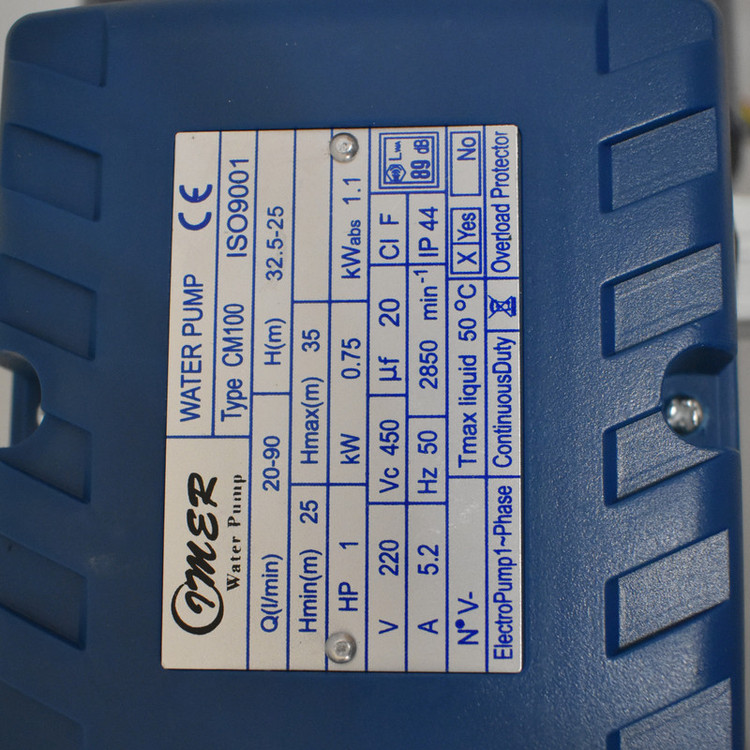 IMER
Water Pump
WATER PUMP CE
Type CM100 ISO9001
Q(l/min) 20-90 H(m) 32.5-25
Hmin(m) 25 Hmax(m) 35
HP 1 kW 0.75 kWabs 1.1
V 220 Vc 450 µf 20 Cl F
LWA
89 dB
A 5.2 Hz 50 2850 min-1 IP 44
N° V- Tmax liquid 50 °C X Yes No
ElectroPump1~Phase ContinuousDuty Overload Protector